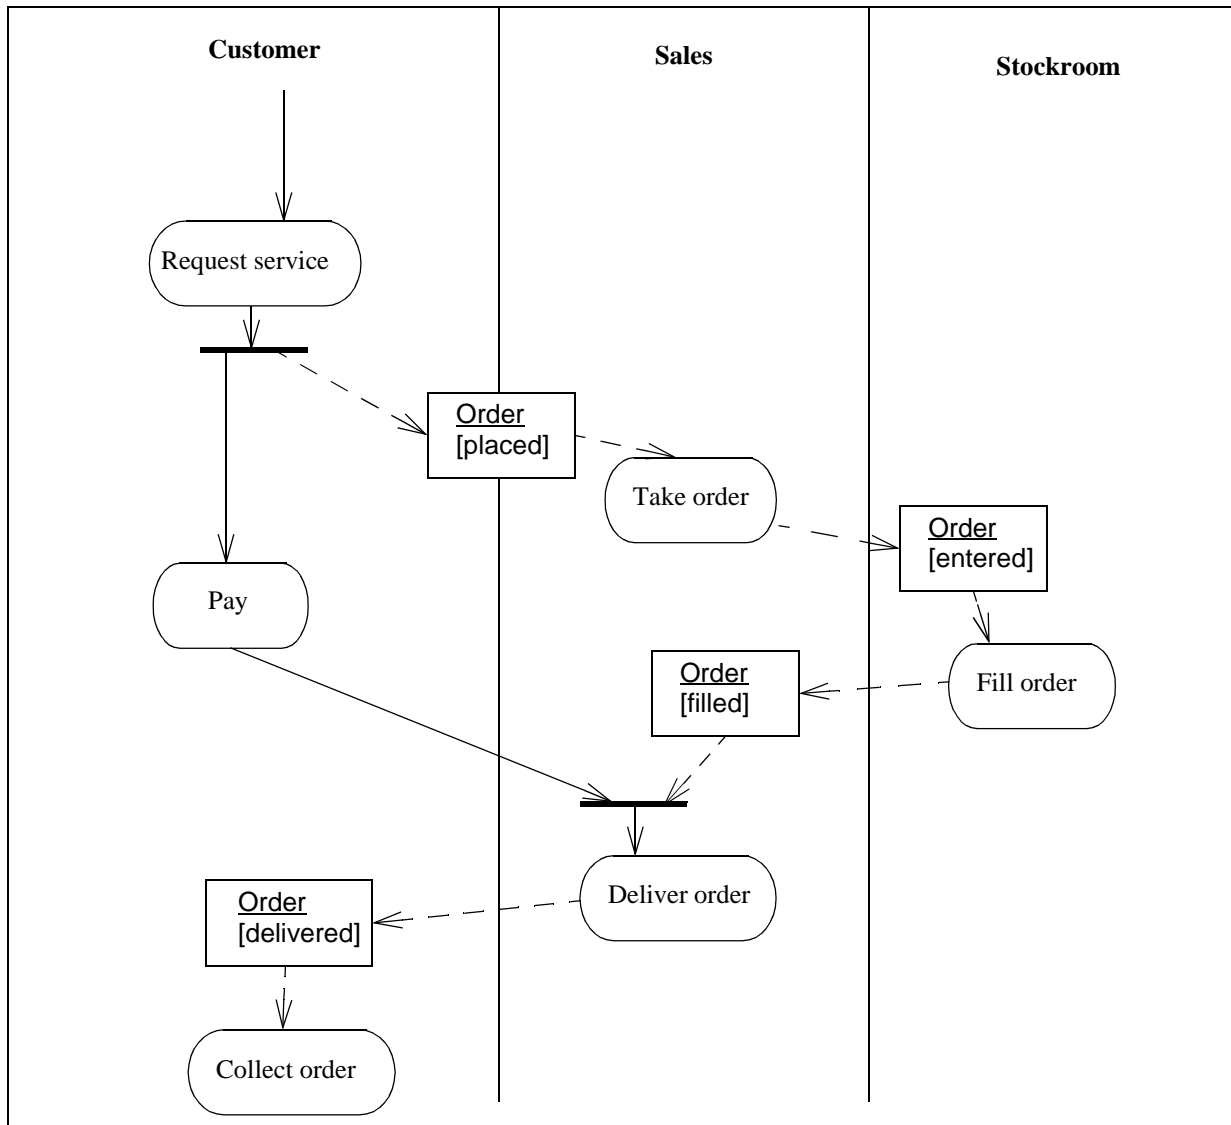 Customer
Sales
Stockroom
Request service
Order
[placed]
Take order
Order
[entered]
Pay
Order
[filled]
Fill order
Deliver order
Order
[delivered]
Collect order